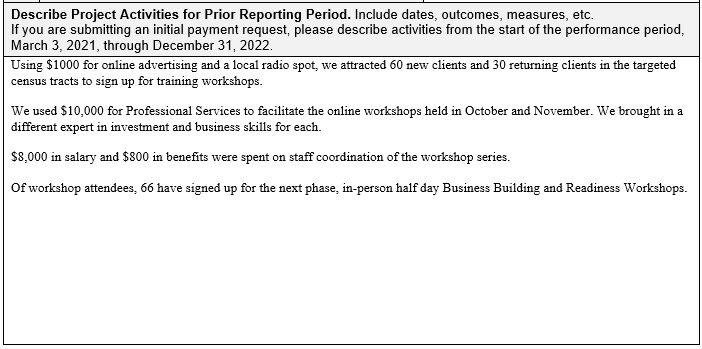 Describe Project Activities for Prior Reporting Period. Include dates, outcomes, measures, etc.
If you are submitting an initial payment request, please describe activities from the start of the performance period,
March 3, 2021, through December 31, 2022.
Using $1000 for online advertising and a local radio spot, we attracted 60 new clients and 30 returning clients in the targeted
census tracts to sign up for training workshops.
We used $10,000 for Professional Services to facilitate the online workshops held in October and November. We brought in a
different expert in investment and business skills for each.
$8,000 in salary and $800 in benefits were spent on staff coordination of the workshop series.
Of workshop attendees, 66 have signed up for the next phase, in-person half day Business Building and Readiness Workshops.